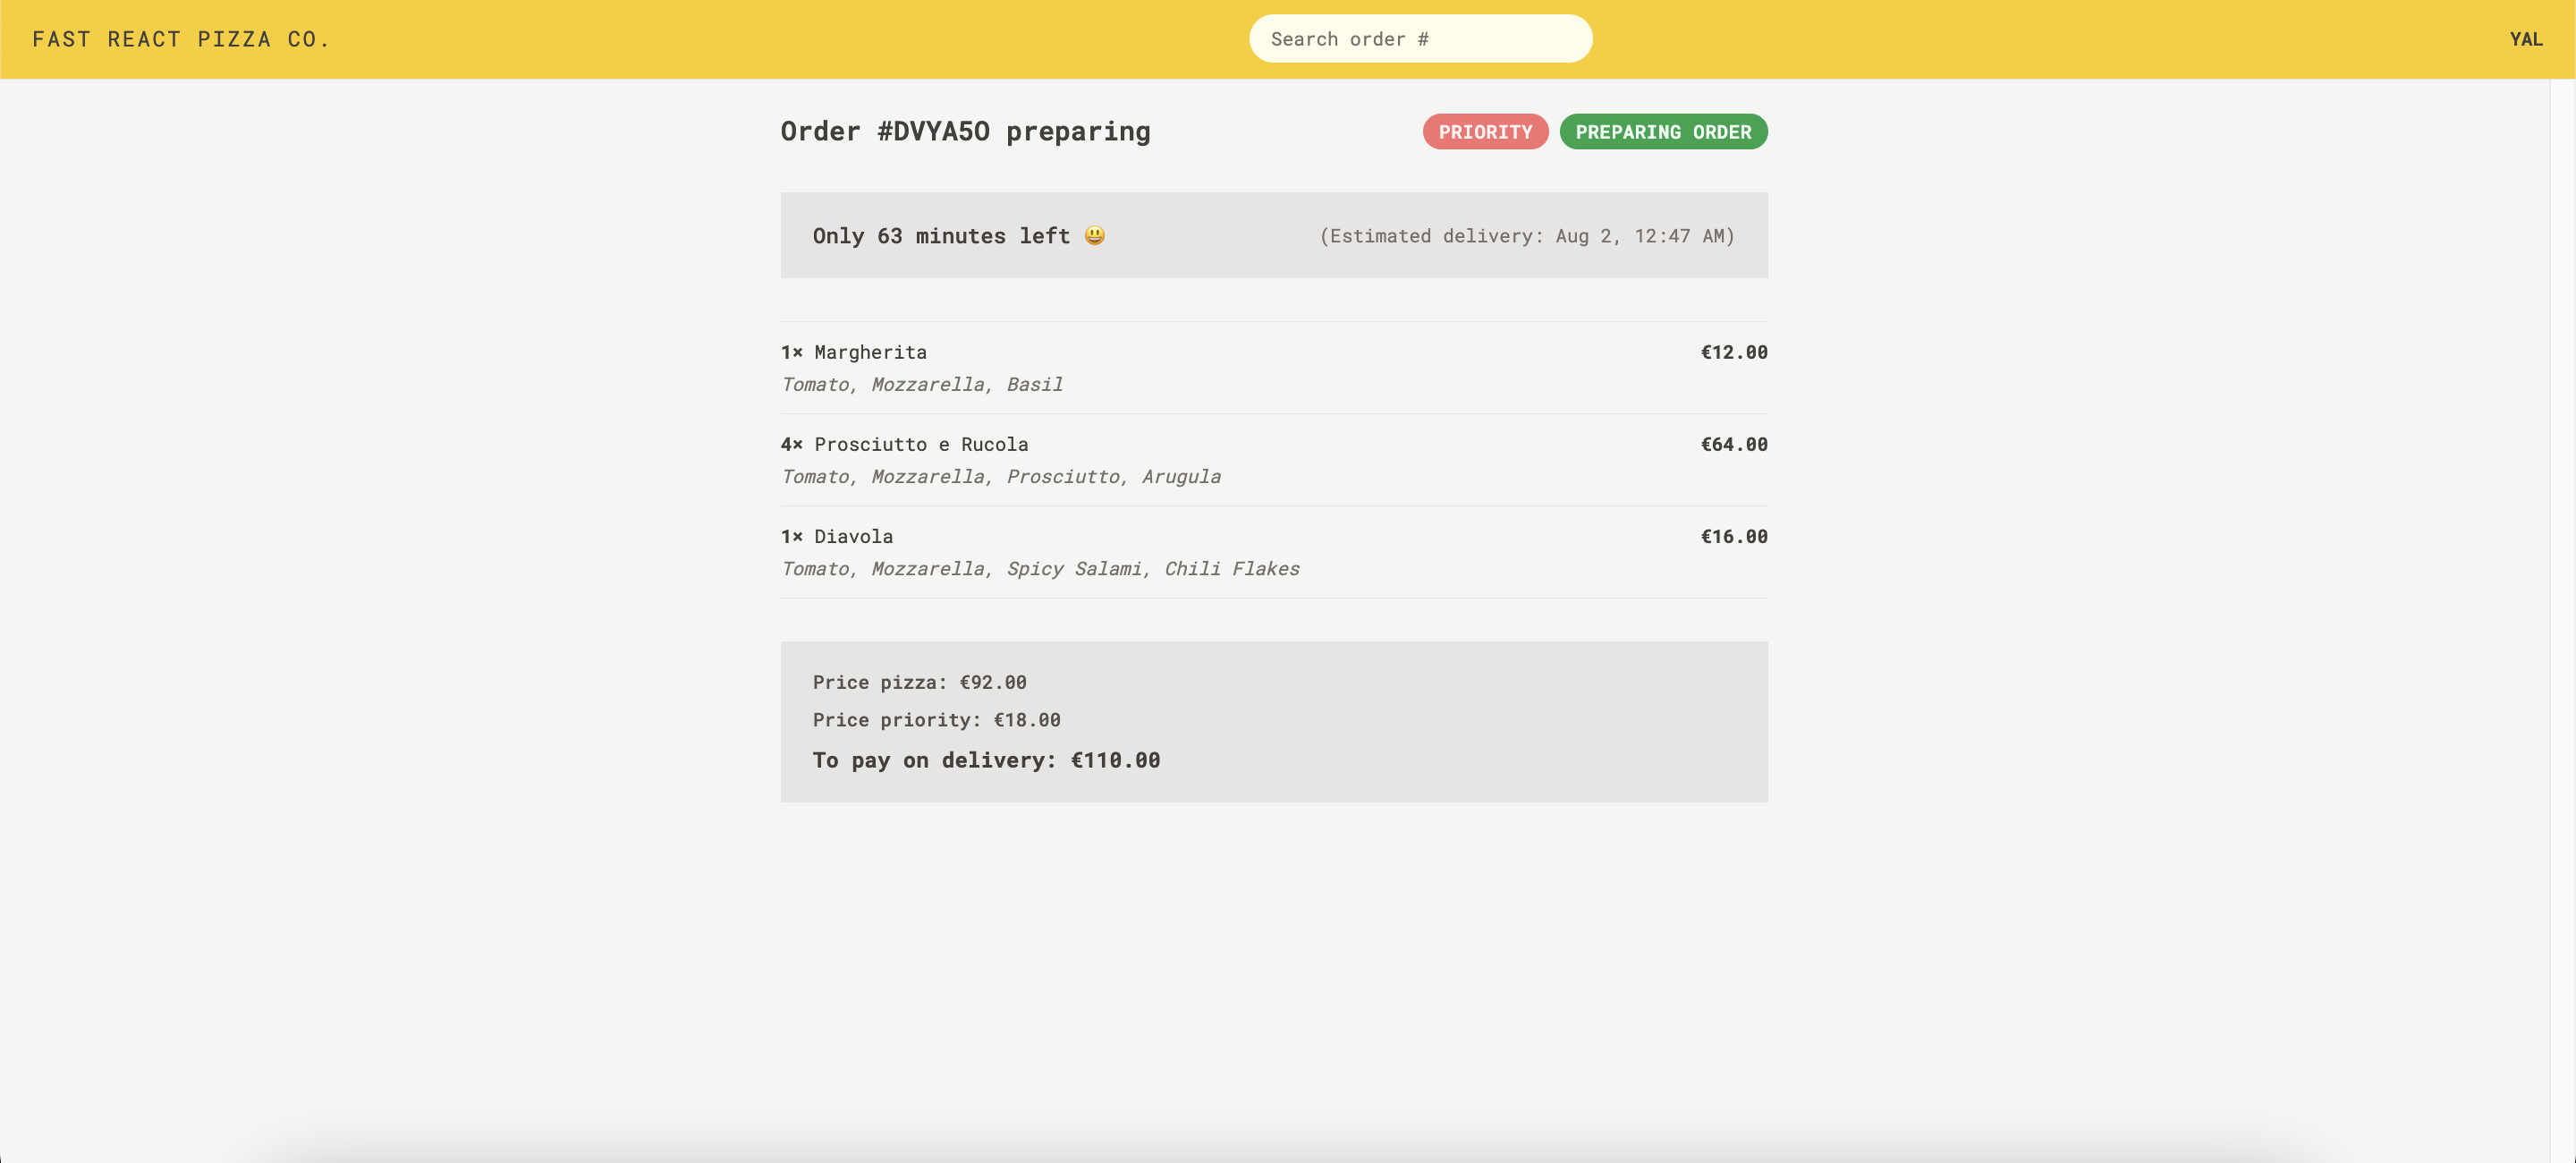 FAST REACT PIZZA CO.
Search order #
YAL
Order #DVYA5O preparing
PRIORITY
PREPARING ORDER
Only 63 minutes left 😃
(Estimated delivery: Aug 2, 12:47 AM)
1× Margherita
€12.00
Tomato, Mozzarella, Basil
4× Prosciutto e Rucola
€64.00
Tomato, Mozzarella, Prosciutto, Arugula
1× Diavola
€16.00
Tomato, Mozzarella, Spicy Salami, Chili Flakes
Price pizza: €92.00
Price priority: €18.00
To pay on delivery: €110.00